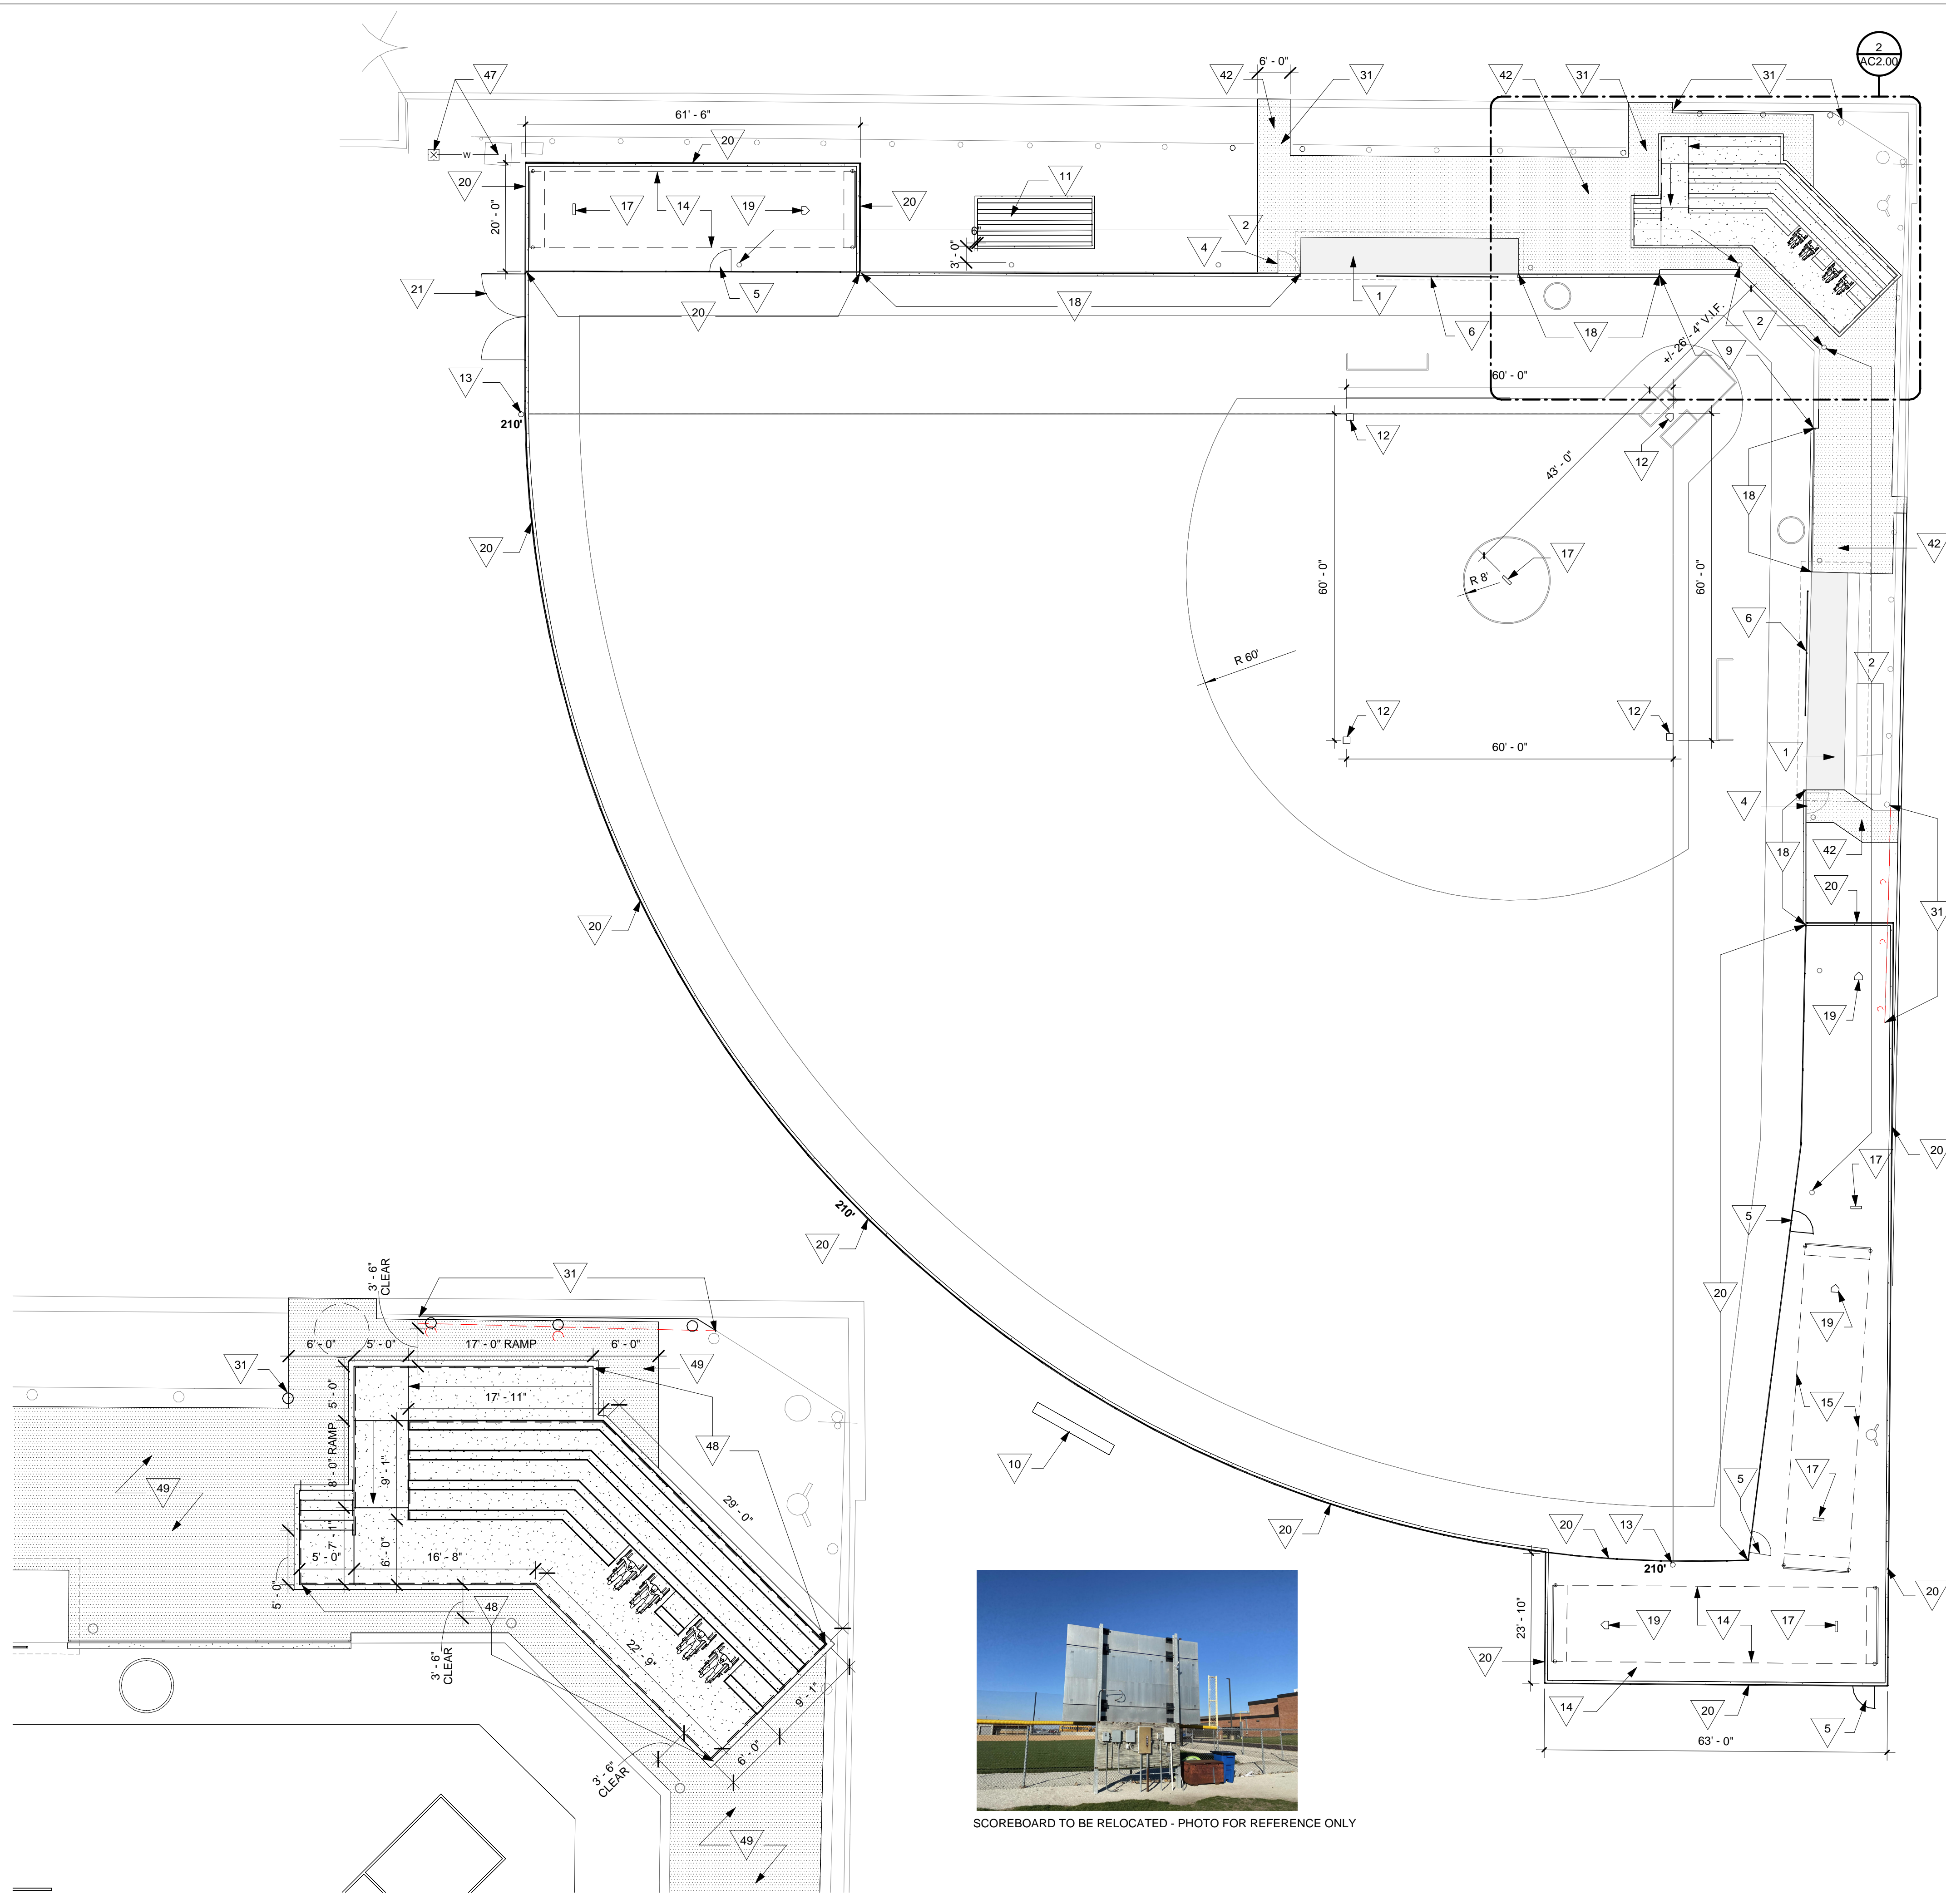 2
AC2.00
47
42
6' - 0"
31
42
31
31
61' - 6"
20
W
20
17
14
19
20
11
20' - 0"
6"
3' - 0"
2
4
42
21
5
20
18
1
6
18
2
9
+/- 26' - 4" V.I.F.
60' - 0"
13
210'
12
12
43' - 0"
18
20
17
42
R 8'
60' - 0"
60' - 0"
6
R 60'
2
12
12
60' - 0"
1
4
18
42
20
31
20
19
17
20
5
210'
20
20
19
15
17
5
10
20
20
13
210'
20
23' - 10"
19
14
17
20
14
20
5
63' - 0"
3' - 6"
CLEAR
31
6' - 0"
5' - 0"
17' - 0" RAMP
6' - 0"
31
49
5' - 0"
17' - 11"
8' - 0" RAMP
9' - 1"
48
49
29' - 0"
7' - 1"
5' - 0"
6' - 0"
16' - 8"
5' - 0"
48
3' - 6"
CLEAR
22' - 9"
9' - 1"
6' - 0"
3' - 6"
CLEAR
49
SCOREBOARD TO BE RELOCATED - PHOTO FOR REFERENCE ONLY